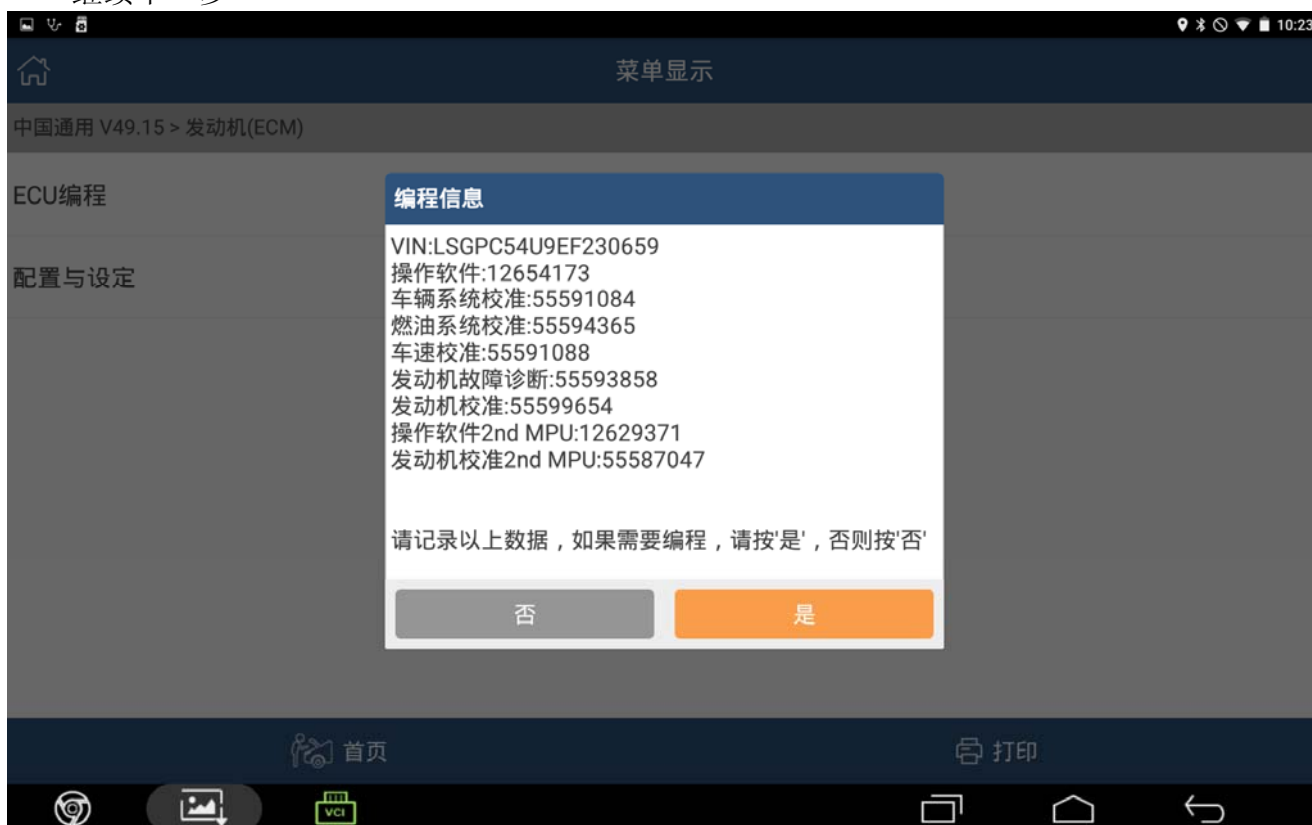 继续下一步
10:23
菜单显示
中国通用 V49.15 > 发动机(ECM)
ECU编程
配置与设定
编程信息
VIN:LSGPC54U9EF230659
操作软件:12654173
车辆系统校准:55591084
燃油系统校准:55594365
车速校准:55591088
发动机故障诊断:55593858
发动机校准:55599654
操作软件2nd MPU:12629371
发动机校准2nd MPU:55587047
请记录以上数据，如果需要编程，请按'是'，否则按'否'
否
是
首页
打印
VCI